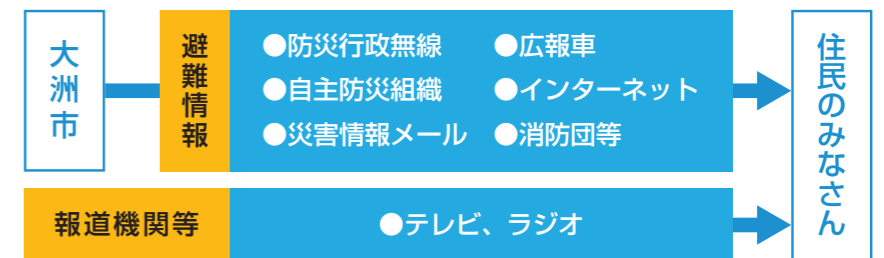 大洲市
避難情報
●防災行政無線 ●広報車
●自主防災組織 ●インターネット
●災害情報メール ●消防団等
住民のみなさん
報道機関等
●テレビ、ラジオ